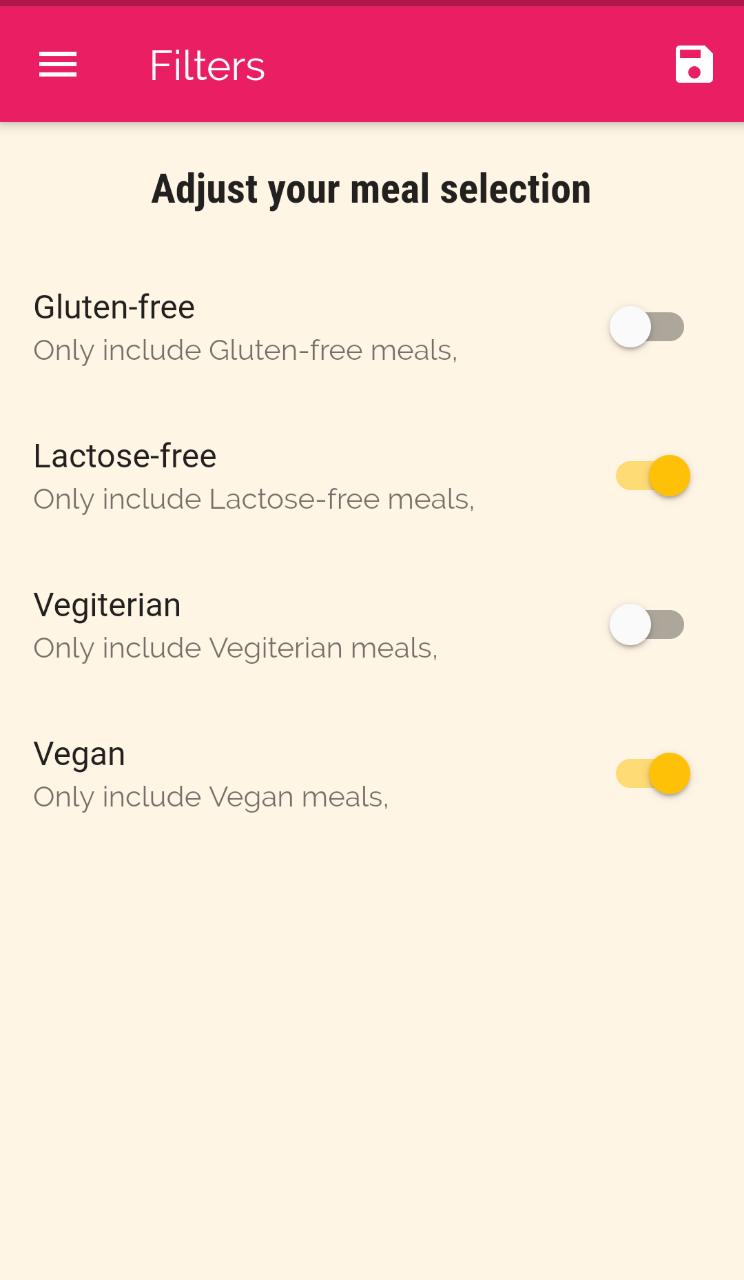 Filters
Adjust your meal selection
Gluten-free
Only include Gluten-free meals,
Lactose-free
Only include Lactose-free meals,
Vegiterian
Only include Vegiterian meals,
Vegan
Only include Vegan meals,